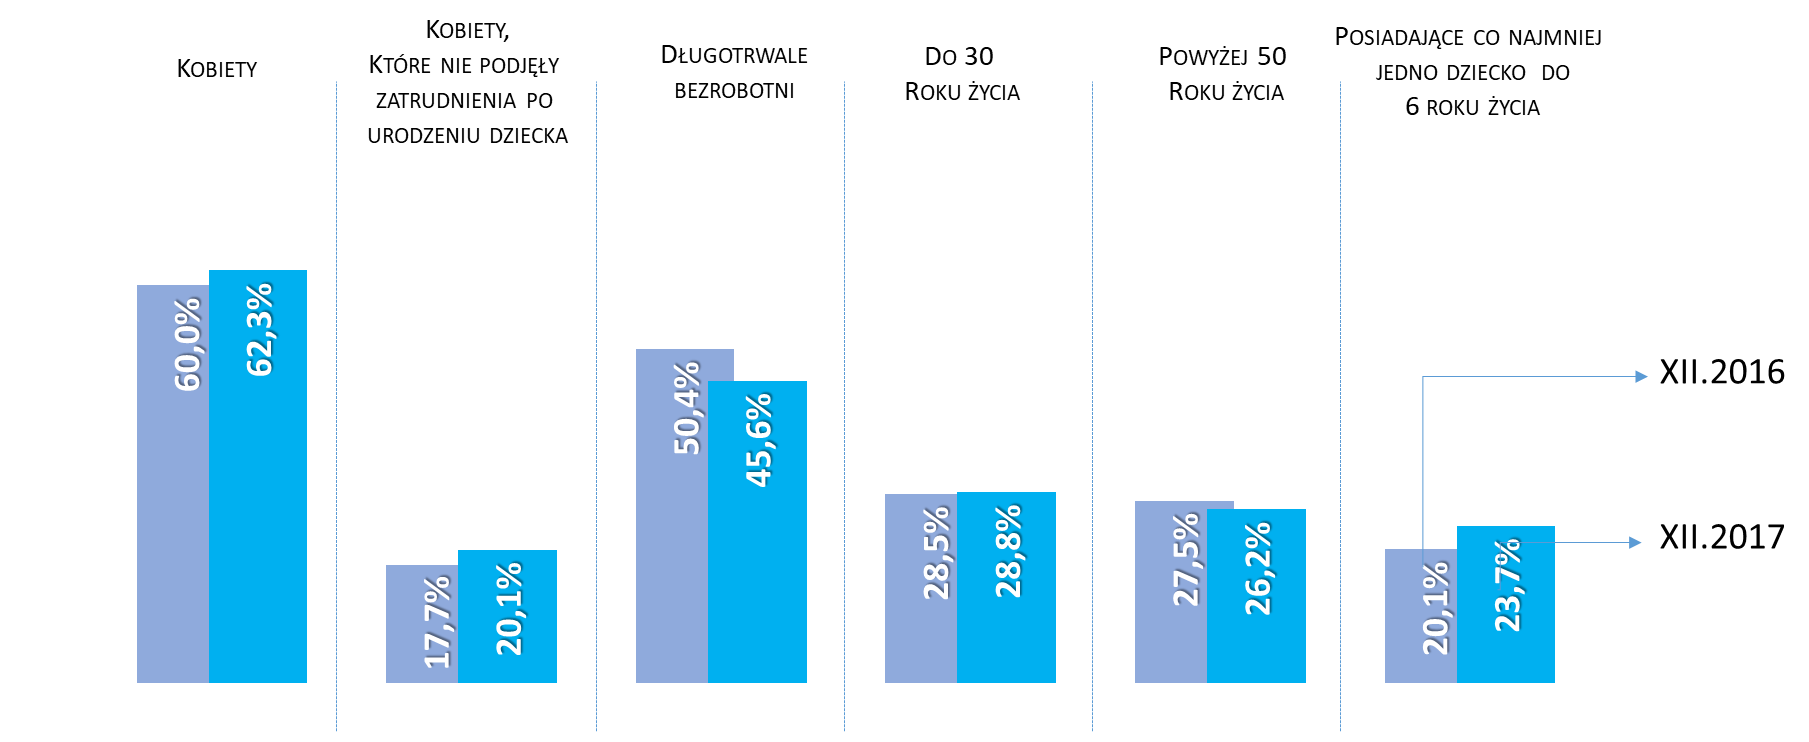 Kobiety
Kobiety,
Które nie podjęły
zatrudnienia po
urodzeniu dziecka
Długotrwale
bezrobotni
Do 30
Roku życia
Powyżej 50
Roku życia
Posiadające co najmniej
jedno dziecko do
6 roku życia
60,0%
62,3%
17,7%
20,1%
50,4%
45,6%
28,5%
28,8%
27,5%
26,2%
20,1%
23,7%
XII.2016
XII.2017